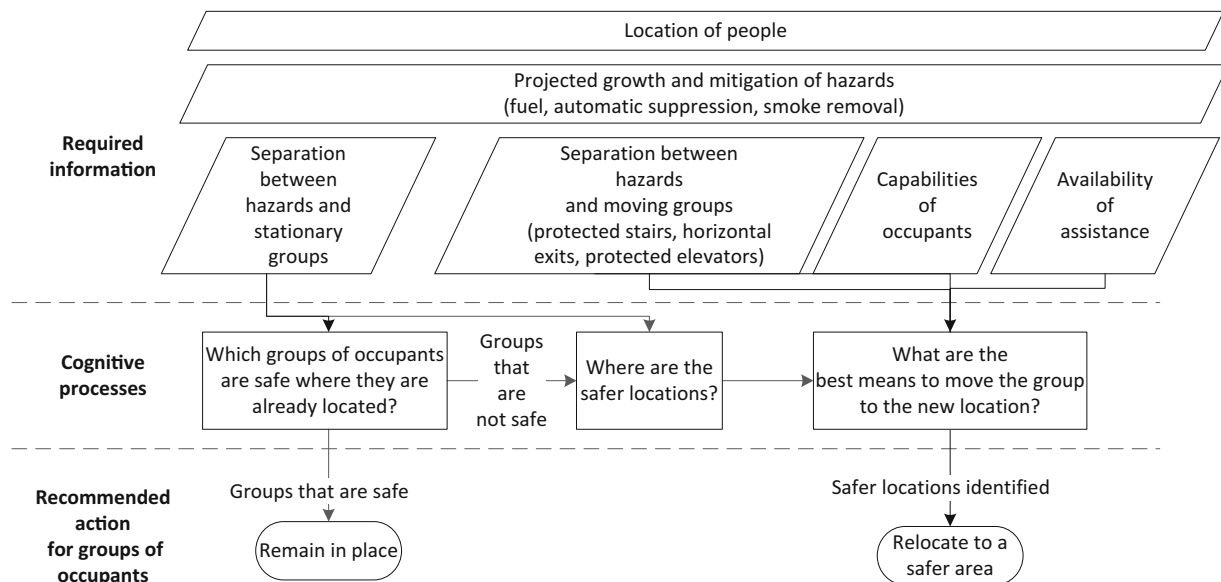 Location of people
Projected growth and mitigation of hazards
(fuel, automatic suppression, smoke removal)
Required
information
Separation
between
hazards and
stationary
groups
Separation between
hazards
and moving groups
(protected stairs, horizontal
exits, protected elevators)
Capabilities
of
occupants
Availability
of
assistance
Cognitive
processes
Which groups of occupants
are safe where they are
already located?
Groups
that
are
not safe
Where are the
safer locations?
What are the
best means to move the group
to the new location?
Recommended
action
for groups of
occupants
Groups that are safe
Remain in place
Safer locations identified
Relocate to a
safer area